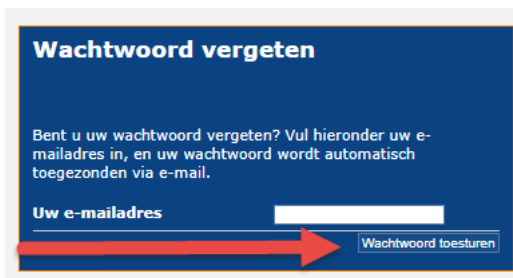 Wachtwoord vergeten
Bent u uw wachtwoord vergeten? Vul hieronder uw e-
mailadres in, en uw wachtwoord wordt automatisch
toegezonden via e-mail.
Uw e-mailadres
Wachtwoord toesturen